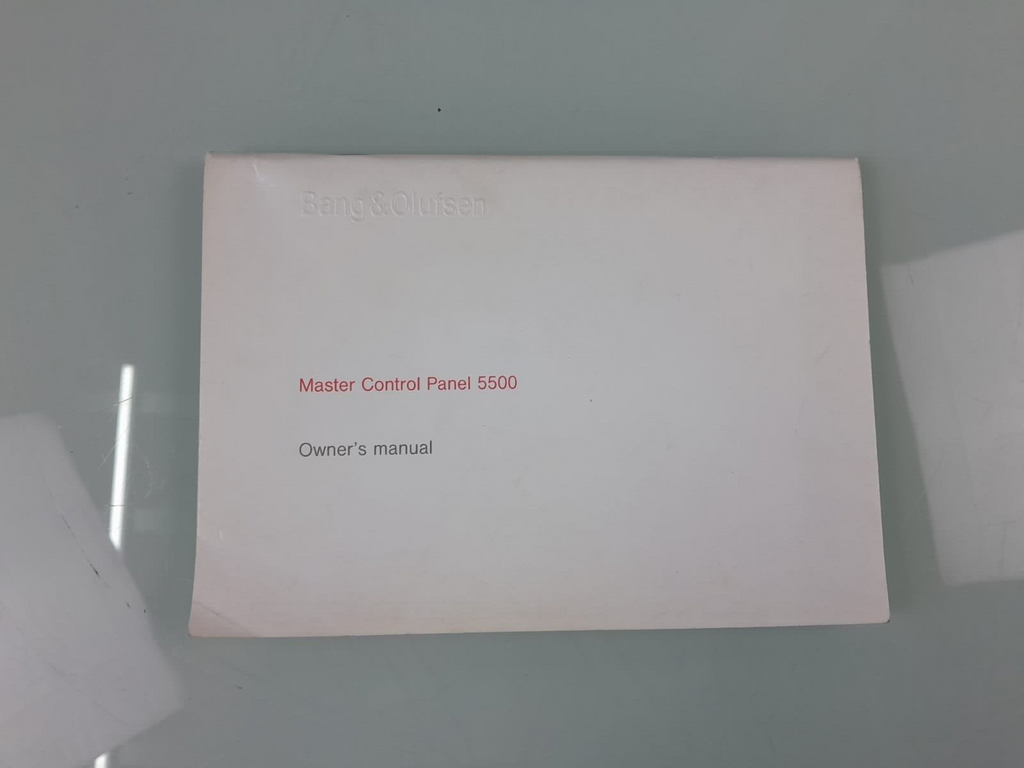 Bang&Olufsen
Master Control Panel 5500
Owner's manual